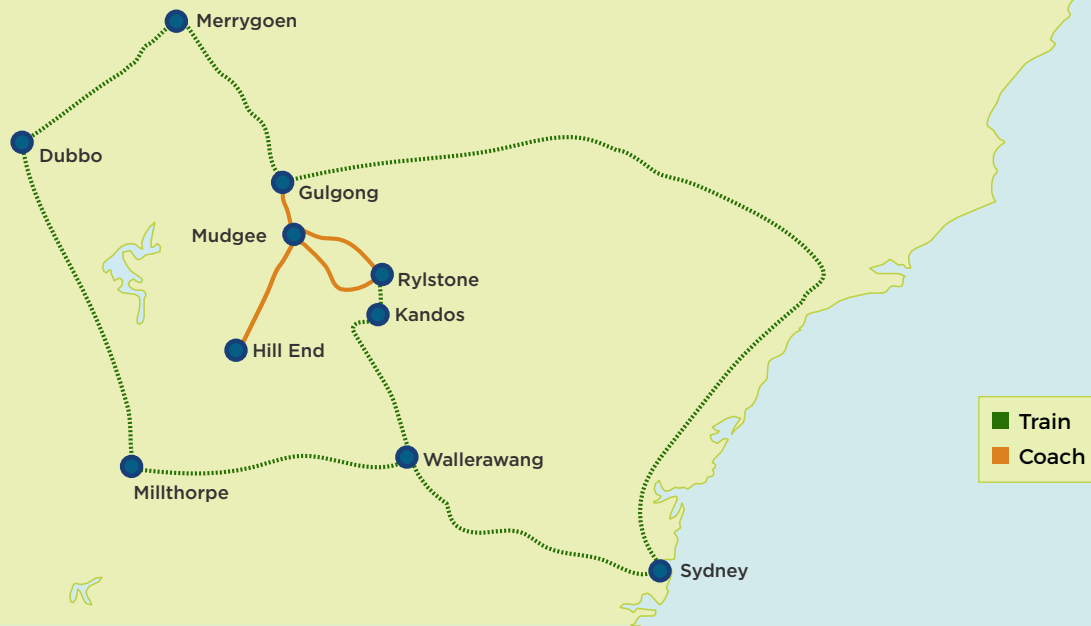 Merrygoen
Dubbo
Gulgong
Mudgee
Rylstone
Kandos
Hill End
Train
Coach
Wallerawang
Millthorpe
Sydney